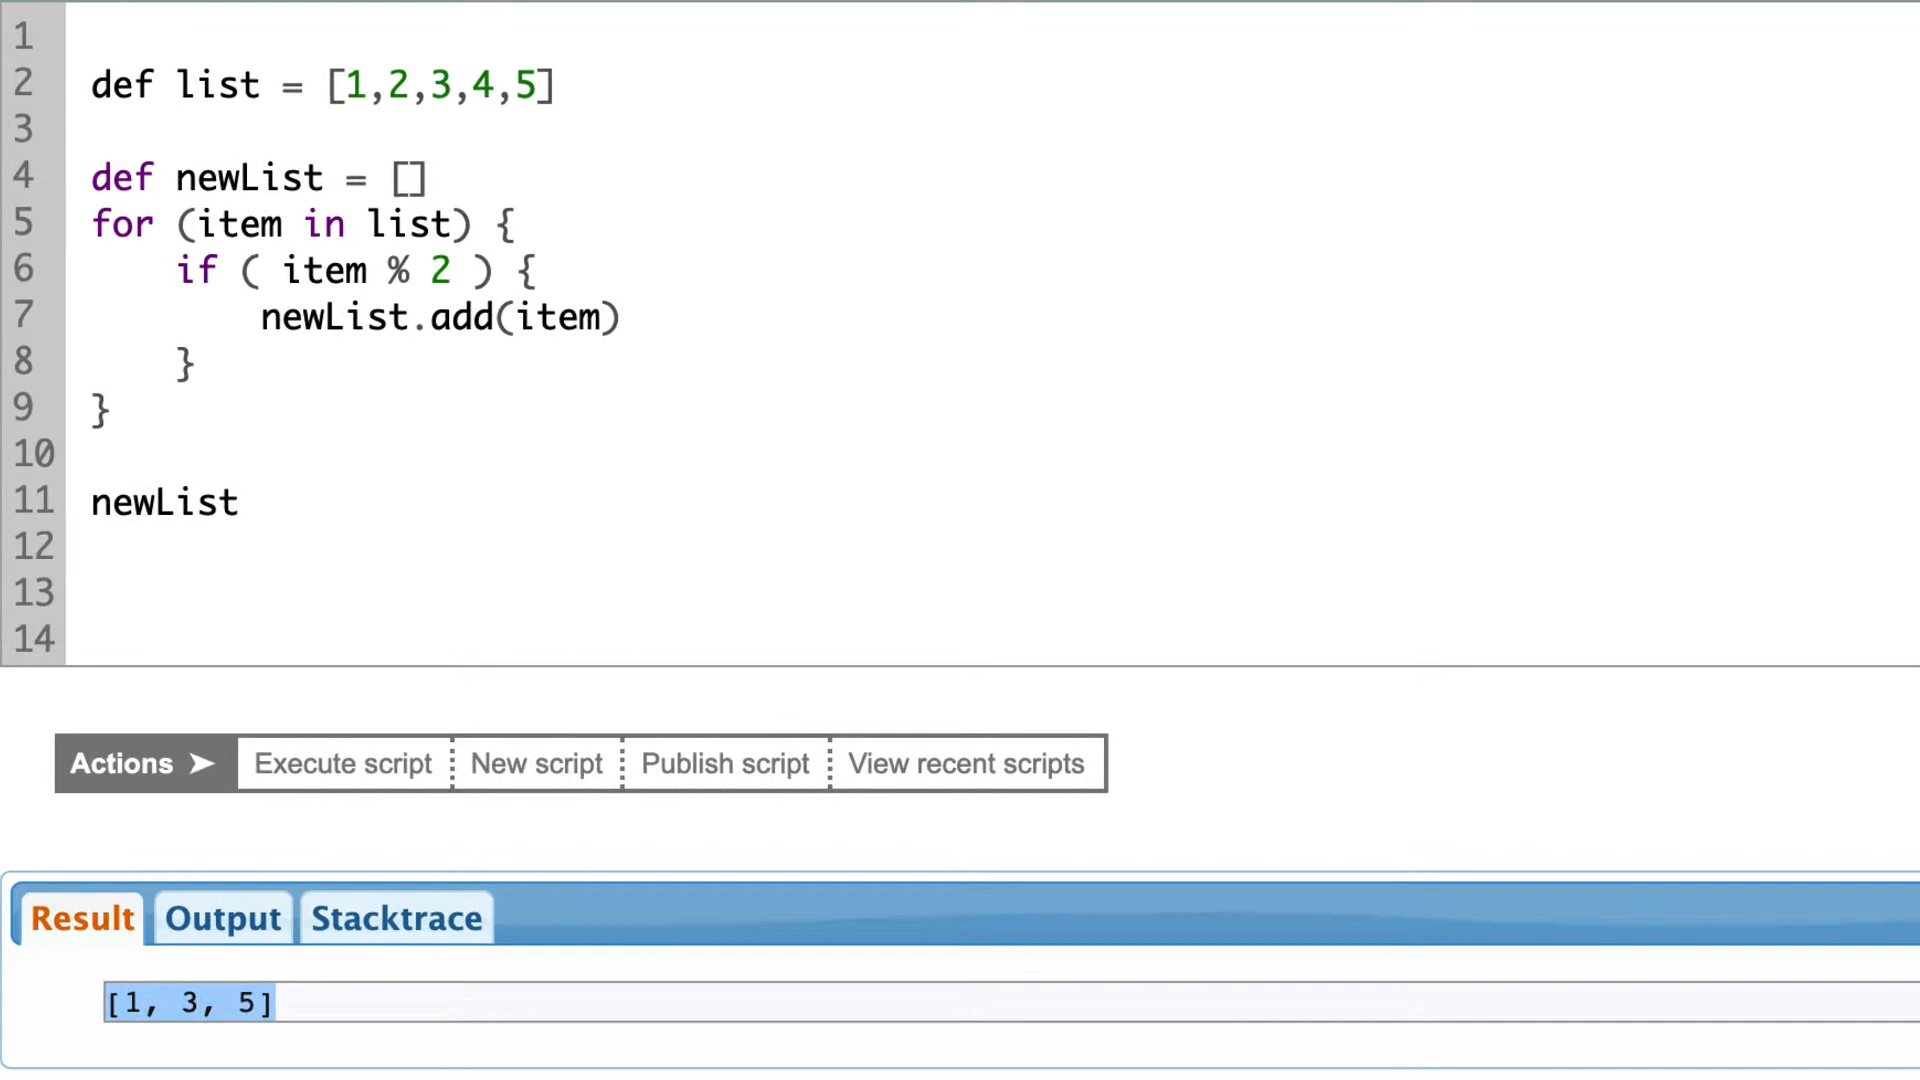 1
2 def list = [1,2,3,4,5]
3
4 def newList = []
5 for (item in list) {
6     if ( item % 2 ) {
7         newList.add(item)
8     }
9 }
10
11 newList
12
13
14
Actions ➤ Execute script New script Publish script View recent scripts
Result Output Stacktrace
[1, 3, 5]